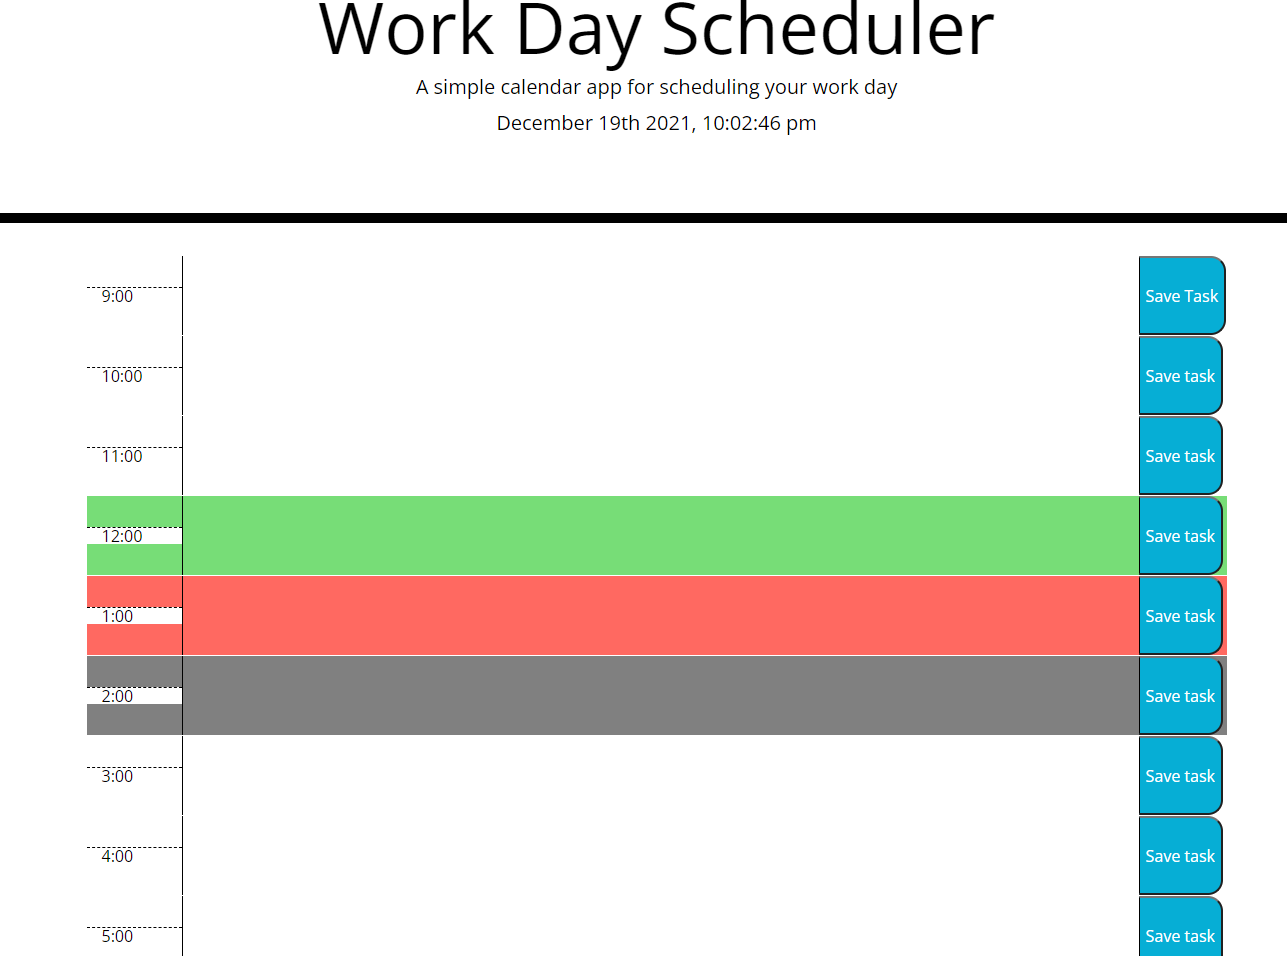 Work Day Scheduler
A simple calendar app for scheduling your work day
December 19th 2021, 10:02:46 pm
9:00 Save Task
10:00 Save task
11:00 Save task
12:00 Save task
1:00 Save task
2:00 Save task
3:00 Save task
4:00 Save task
5:00 Save task